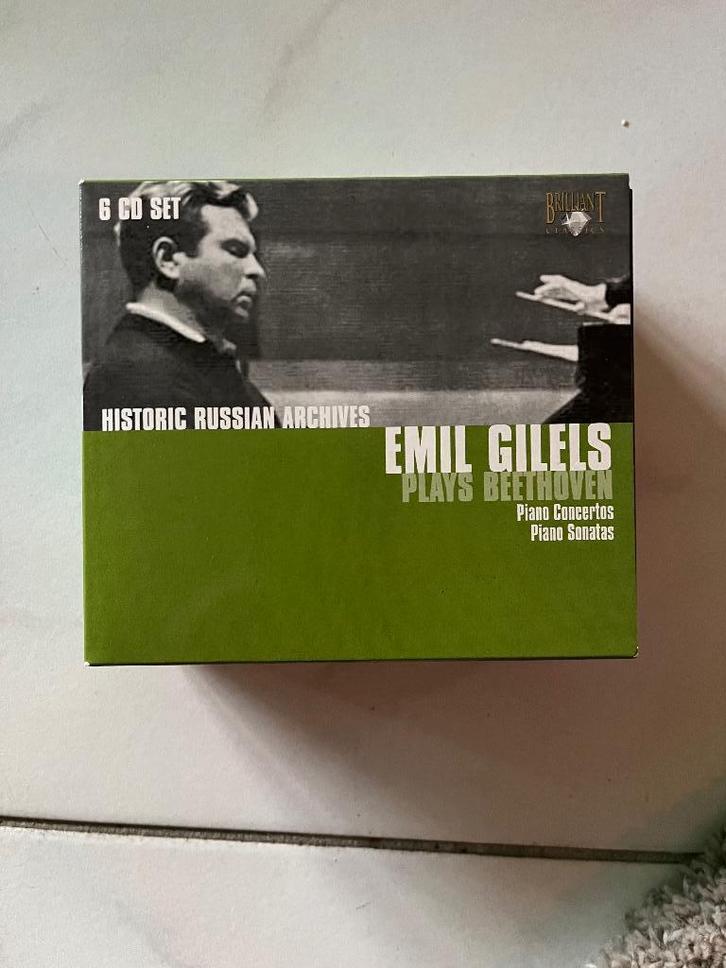 6 CD SET
BRILLIANT
CLASSICS
HISTORIC RUSSIAN ARCHIVES
EMIL GILELS
PLAYS BEETHOVEN
Piano Concertos
Piano Sonatas